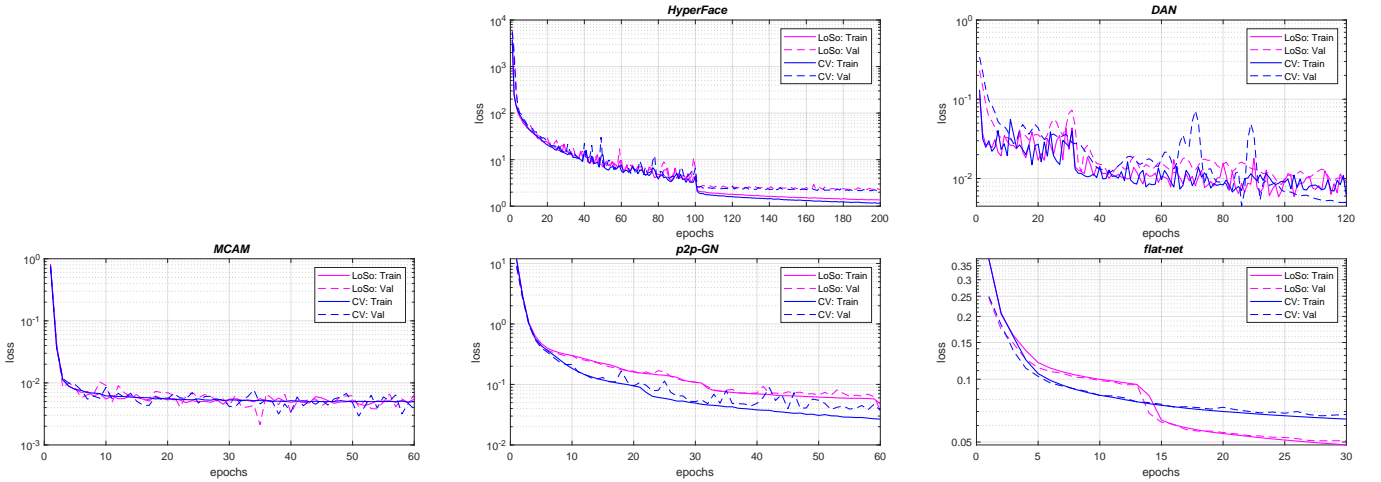 HyperFace
loss
10^4
10^3
10^2
10^1
10^0
0 20 40 60 80 100 120 140 160 180 200
epochs
LoSo: Train
LoSo: Val
CV: Train
CV: Val
DAN
loss
10^0
10^-1
10^-2
0 20 40 60 80 100 120
epochs
LoSo: Train
LoSo: Val
CV: Train
CV: Val
MCAM
loss
10^0
10^-1
10^-2
10^-3
0 10 20 30 40 50 60
epochs
LoSo: Train
LoSo: Val
CV: Train
CV: Val
p2p-GN
loss
10^1
10^0
10^-1
10^-2
0 10 20 30 40 50 60
epochs
LoSo: Train
LoSo: Val
CV: Train
CV: Val
flat-net
loss
0.35
0.3
0.25
0.2
0.15
0.1
0.05
0 5 10 15 20 25 30
epochs
LoSo: Train
LoSo: Val
CV: Train
CV: Val